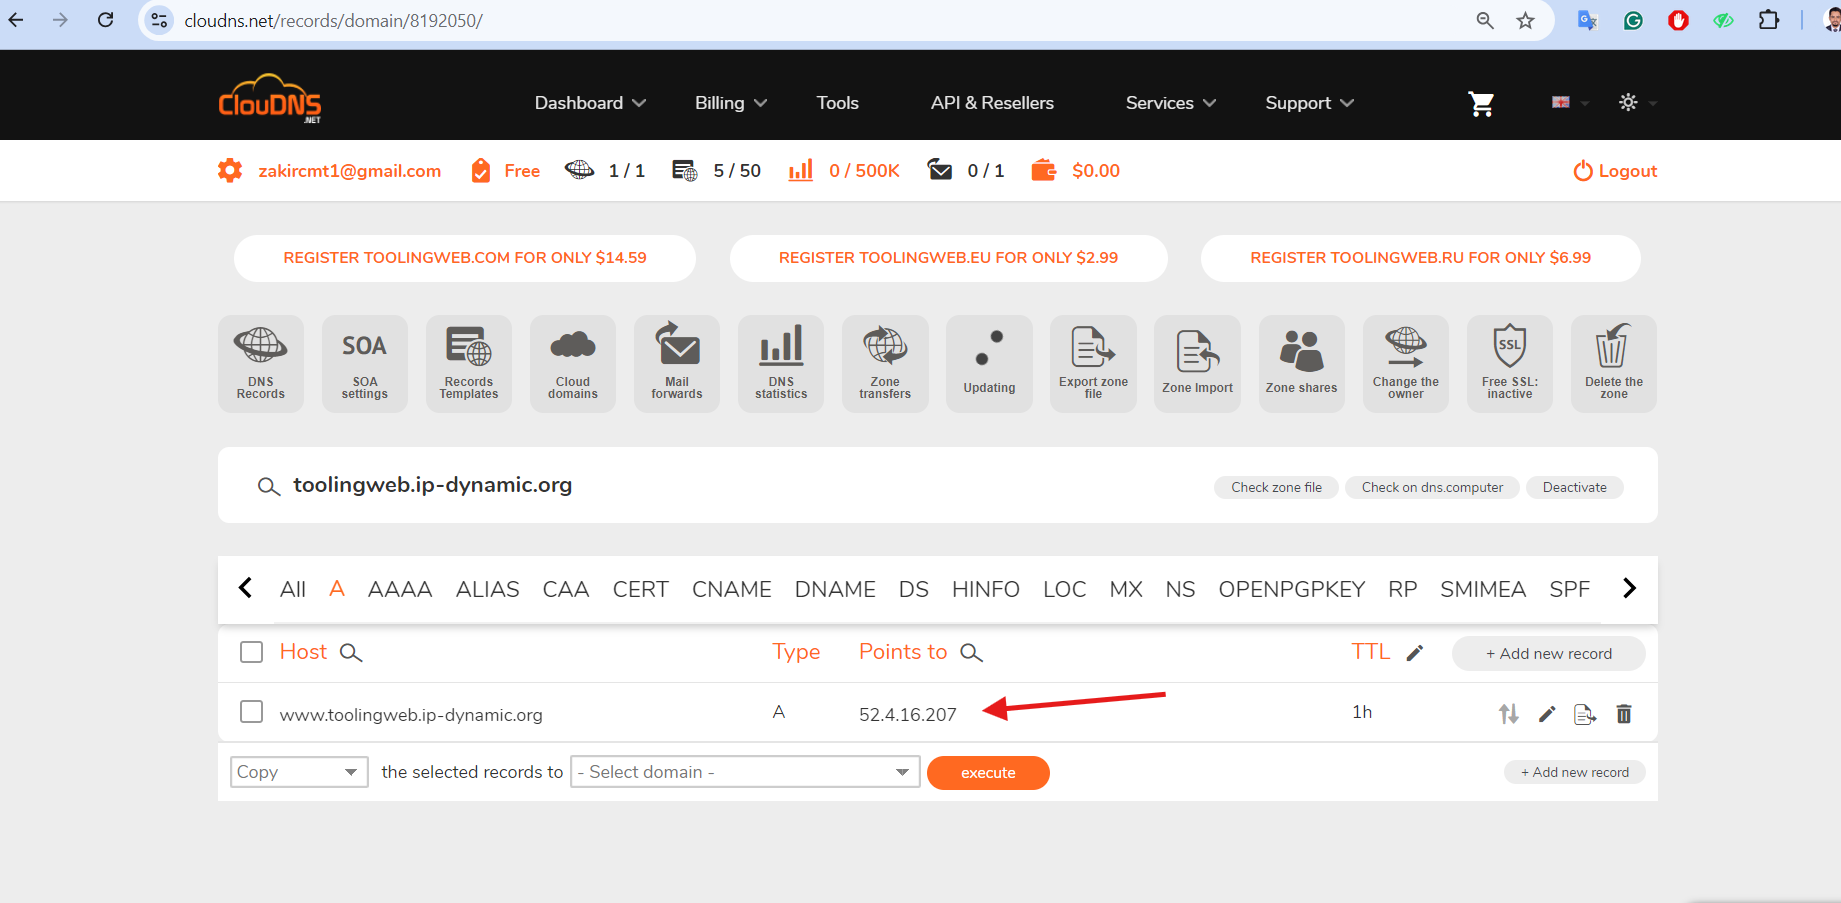 cloudns.net/records/domain/8192050/
ClouDNS
.NET
Dashboard Billing Tools API & Resellers Services Support
zakircmt1@gmail.com Free 1 / 1 5 / 50 0 / 500K 0 / 1 $0.00 Logout
REGISTER TOOLINGWEB.COM FOR ONLY $14.59 REGISTER TOOLINGWEB.EU FOR ONLY $2.99 REGISTER TOOLINGWEB.RU FOR ONLY $6.99
DNS Records
SOA SOA settings
Records Templates
Cloud domains
Mail forwards
DNS statistics
Zone transfers
Updating
Export zone file
Zone Import
Zone shares
Change the owner
SSL Free SSL: inactive
Delete the zone
toolingweb.ip-dynamic.org Check zone file Check on dns.computer Deactivate
All A AAAA ALIAS CAA CERT CNAME DNAME DS HINFO LOC MX NS OPENPGPKEY RP SMIMEA SPF
Host Type Points to TTL + Add new record
www.toolingweb.ip-dynamic.org A 52.4.16.207 1h
Copy the selected records to - Select domain - execute + Add new record